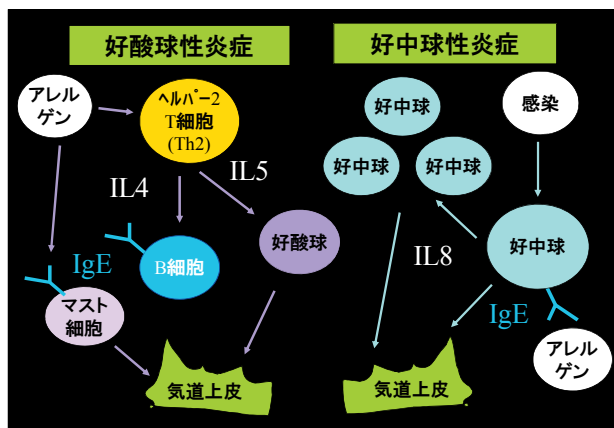 好酸球性炎症
アレル
ゲン
ヘルパー2
T細胞
(Th2)
IL4
IL5
IgE
B細胞
好酸球
マスト
細胞
気道上皮
好中球性炎症
好中球
好中球
好中球
感染
IL8
好中球
IgE
アレル
ゲン
気道上皮